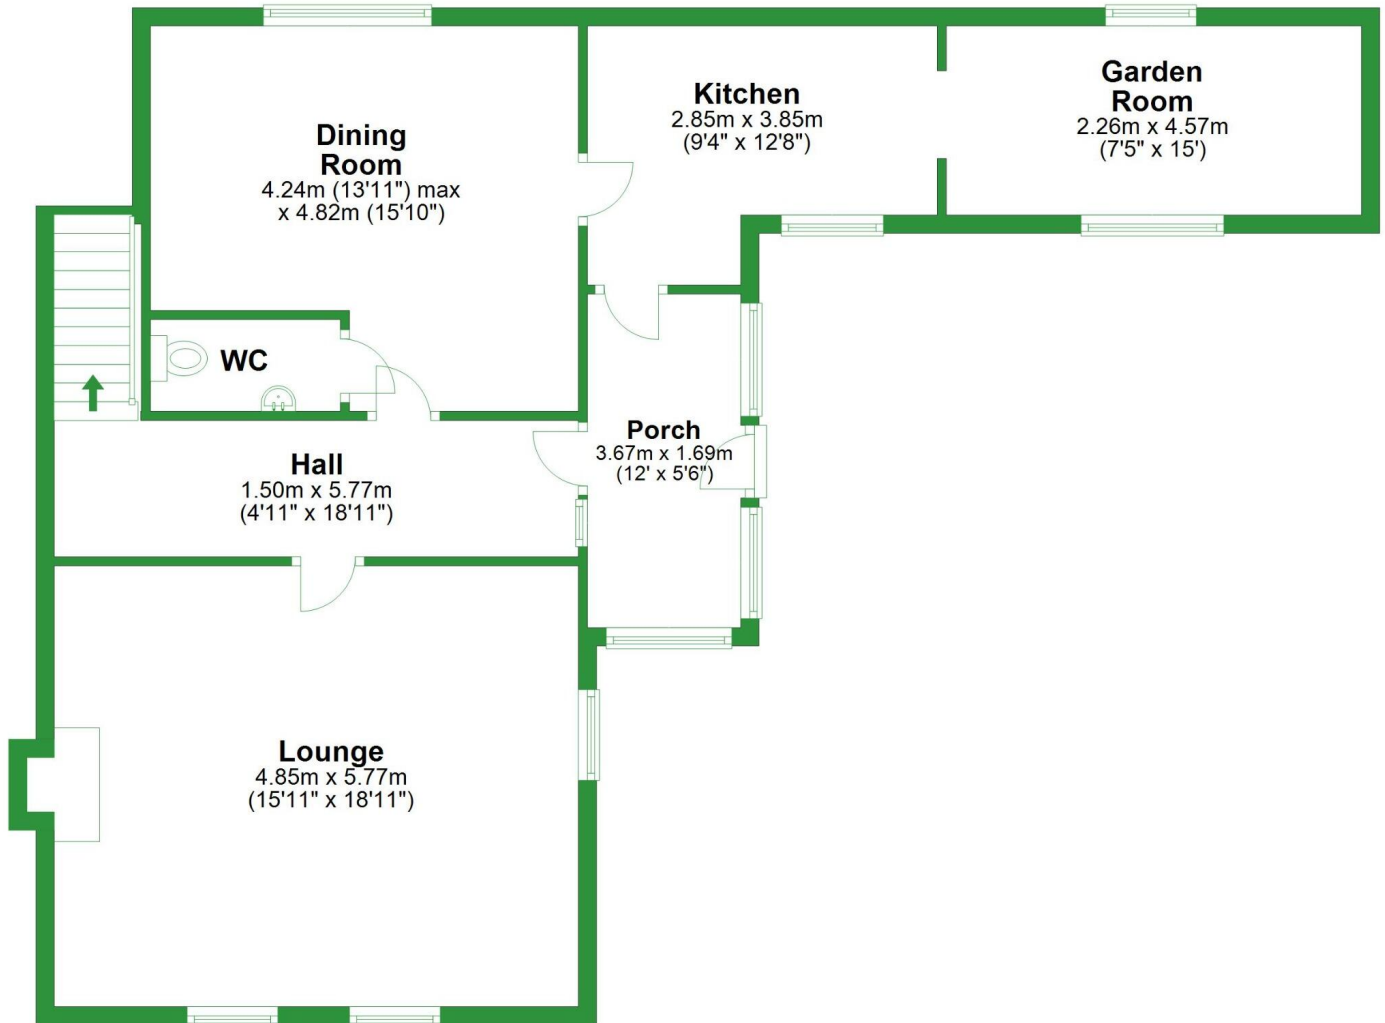 Dining
Room
4.24m (13'11") max
x 4.82m (15'10")
Kitchen
2.85m x 3.85m
(9'4" x 12'8")
Garden
Room
2.26m x 4.57m
(7'5" x 15')
WC
Hall
1.50m x 5.77m
(4'11" x 18'11")
Porch
3.67m x 1.69m
(12' x 5'6")
Lounge
4.85m x 5.77m
(15'11" x 18'11")